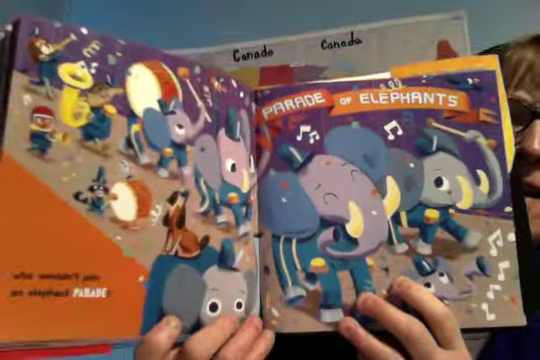 Canada Canada
PARADE OF ELEPHANTS
who wouldn't join
an elephant PARADE